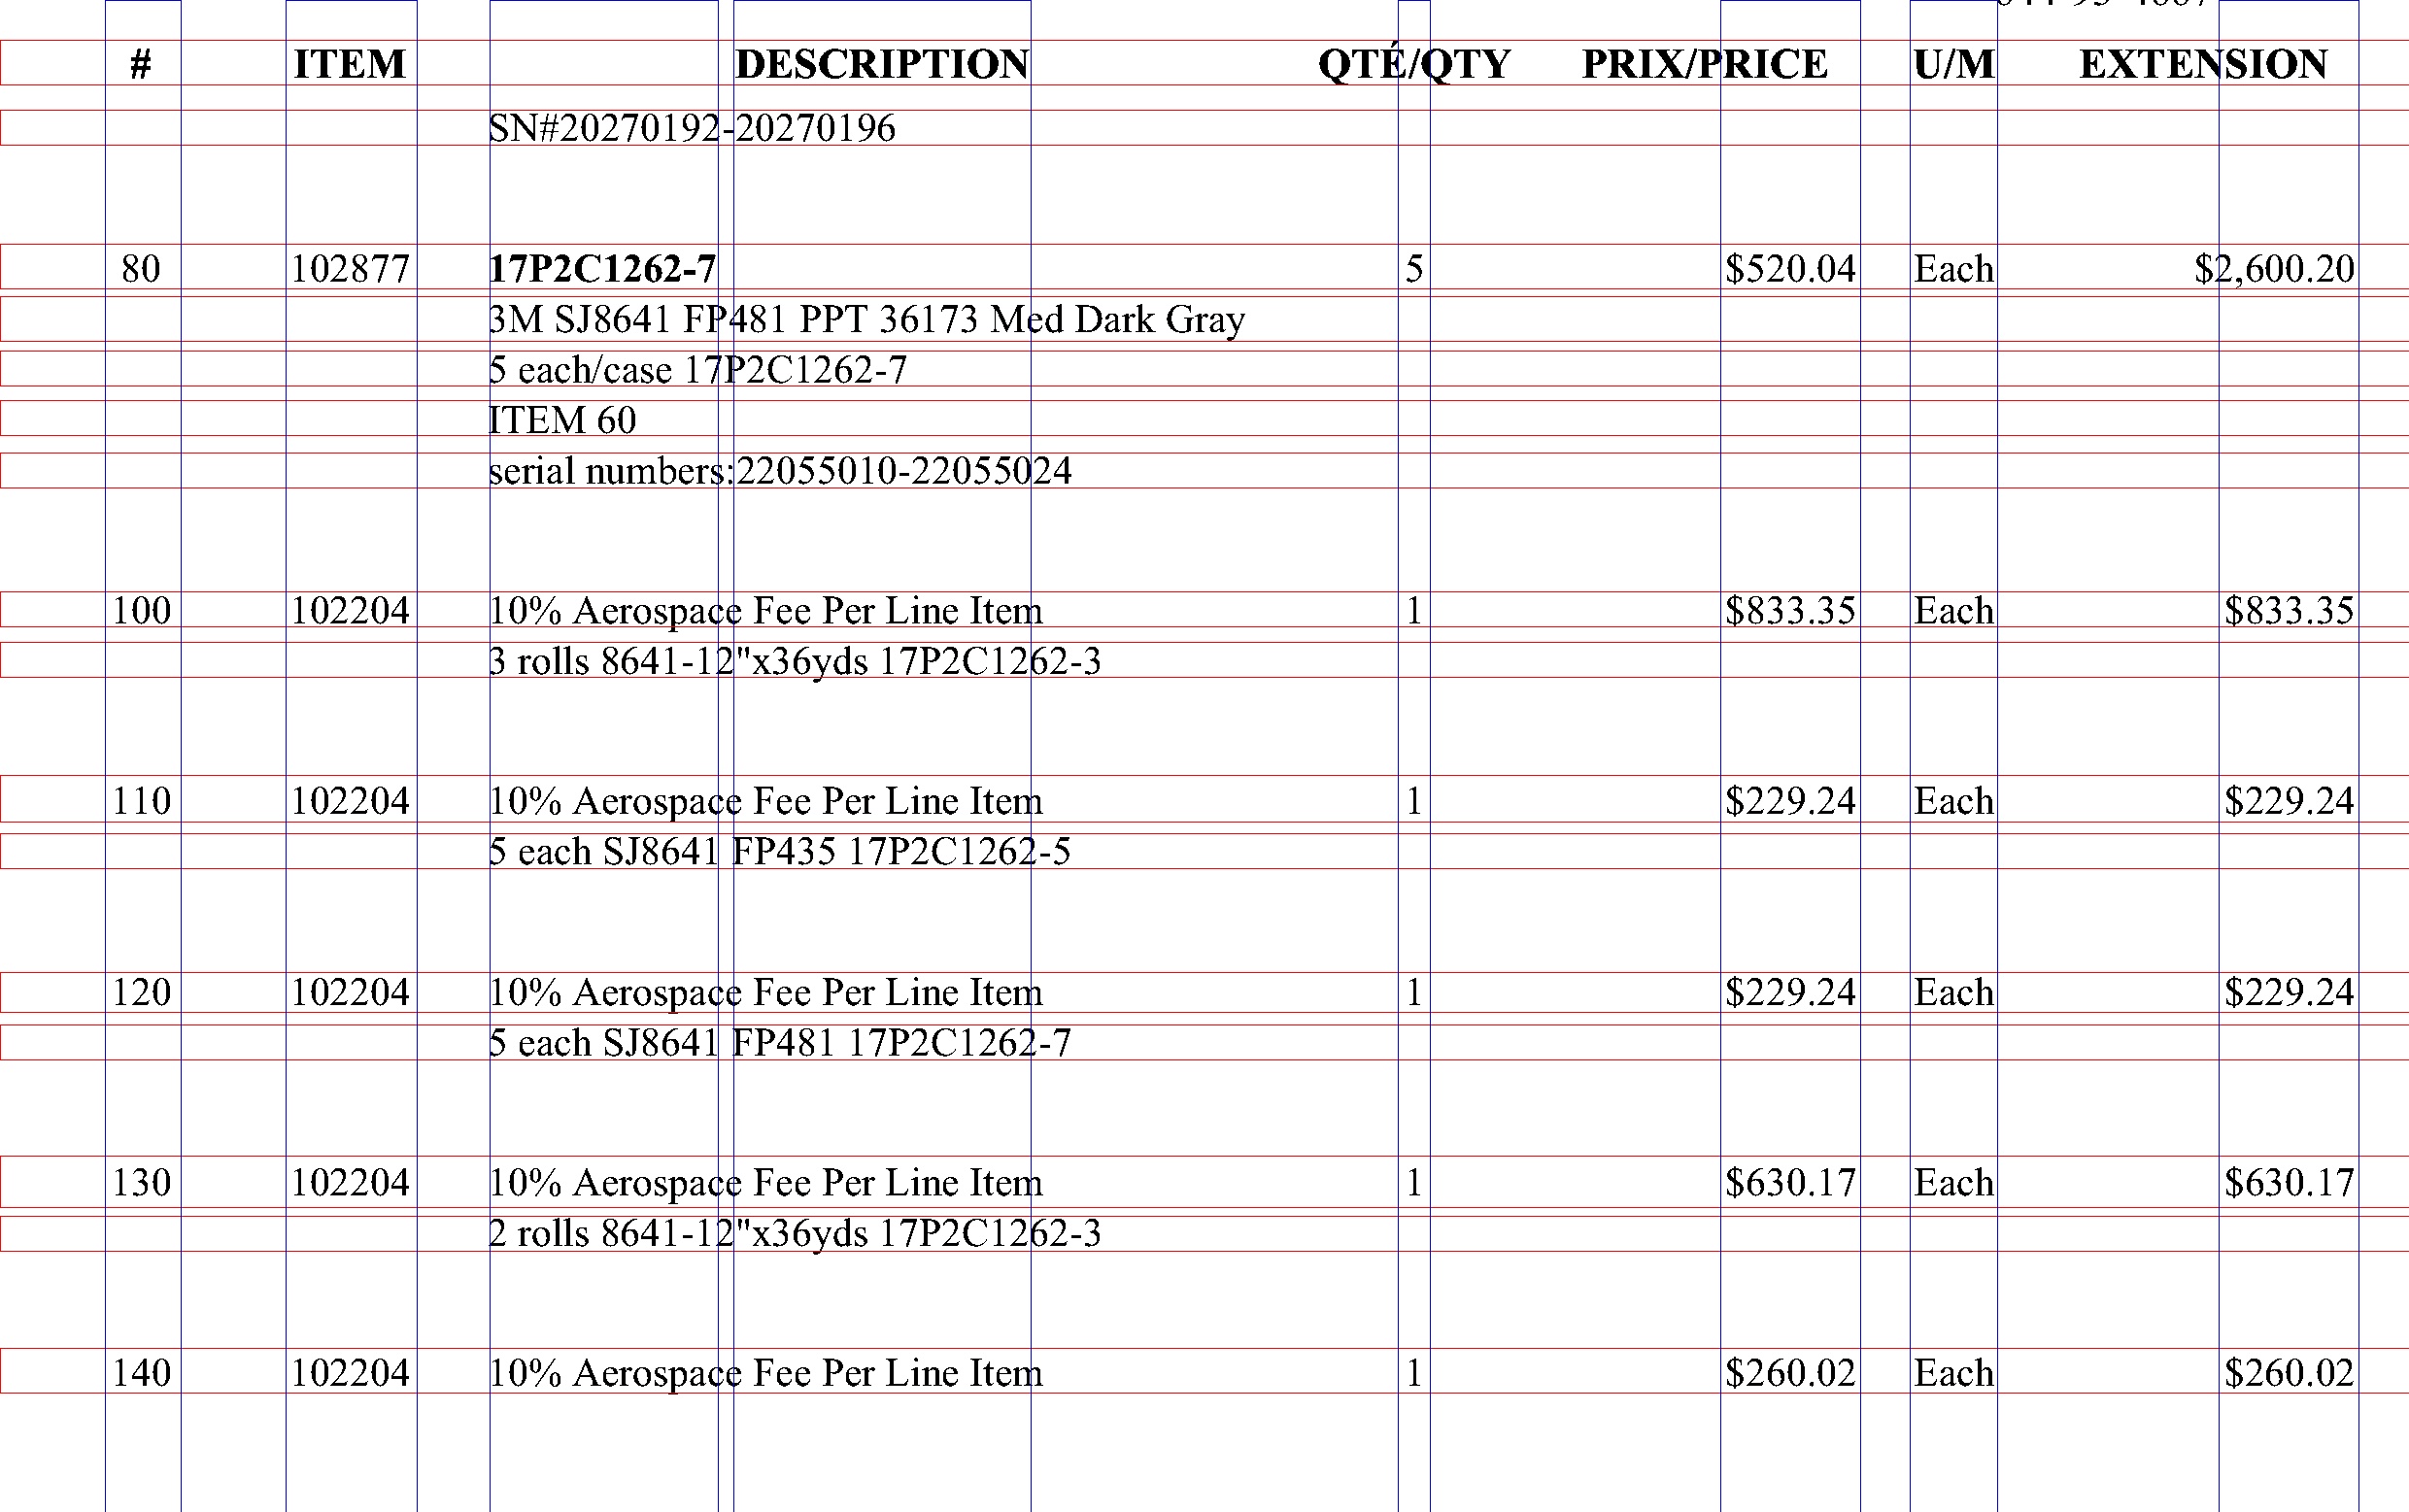 # ITEM DESCRIPTION QTÉ/QTY PRIX/PRICE U/M EXTENSION
SN#20270192-20270196
80 102877 17P2C1262-7 5 $520.04 Each $2,600.20
3M SJ8641 FP481 PPT 36173 Med Dark Gray
5 each/case 17P2C1262-7
ITEM 60
serial numbers:22055010-22055024
100 102204 10% Aerospace Fee Per Line Item 1 $833.35 Each $833.35
3 rolls 8641-12"x36yds 17P2C1262-3
110 102204 10% Aerospace Fee Per Line Item 1 $229.24 Each $229.24
5 each SJ8641 FP435 17P2C1262-5
120 102204 10% Aerospace Fee Per Line Item 1 $229.24 Each $229.24
5 each SJ8641 FP481 17P2C1262-7
130 102204 10% Aerospace Fee Per Line Item 1 $630.17 Each $630.17
2 rolls 8641-12"x36yds 17P2C1262-3
140 102204 10% Aerospace Fee Per Line Item 1 $260.02 Each $260.02